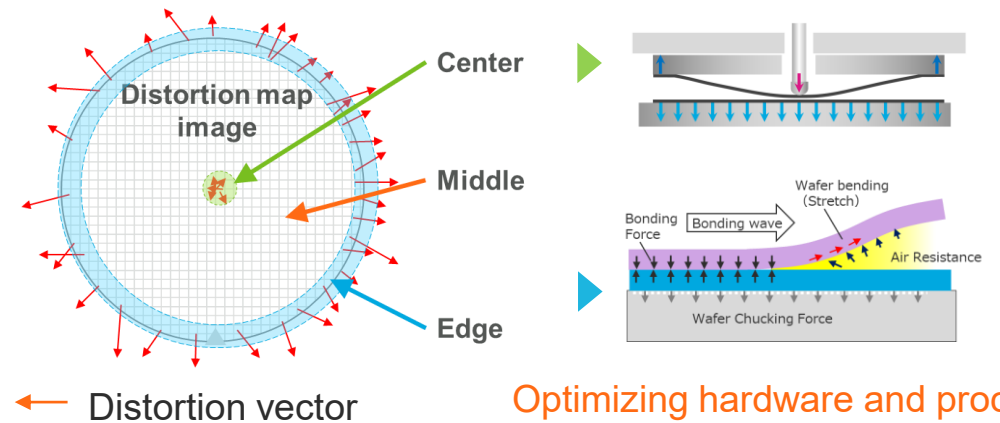 Distortion map
image
Center
Middle
Edge
Distortion vector
Wafer bending
(Stretch)
Bonding
Force
Bonding wave
Air Resistance
Wafer Chucking Force
Optimizing hardware and